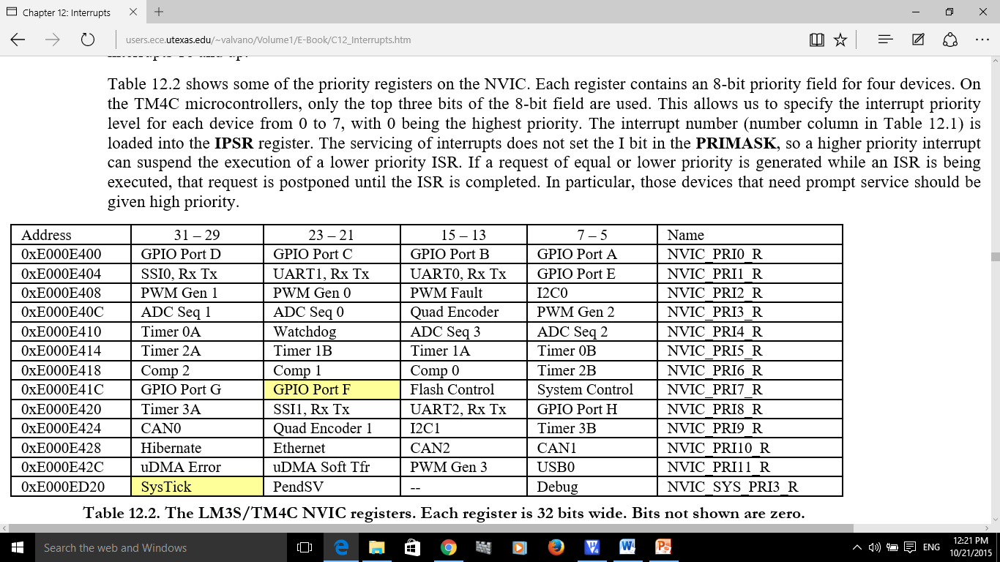 Chapter 12: Interrupts
users.ece.utexas.edu/~valvano/Volume1/E-Book/C12_Interrupts.htm
Table 12.2 shows some of the priority registers on the NVIC. Each register contains an 8-bit priority field for four devices. On
the TM4C microcontrollers, only the top three bits of the 8-bit field are used. This allows us to specify the interrupt priority
level for each device from 0 to 7, with 0 being the highest priority. The interrupt number (number column in Table 12.1) is
loaded into the IPSR register. The servicing of interrupts does not set the I bit in the PRIMASK, so a higher priority interrupt
can suspend the execution of a lower priority ISR. If a request of equal or lower priority is generated while an ISR is being
executed, that request is postponed until the ISR is completed. In particular, those devices that need prompt service should be
given high priority.
Address 31 – 29 23 – 21 15 – 13 7 – 5 Name
0xE000E400 GPIO Port D GPIO Port C GPIO Port B GPIO Port A NVIC_PRI0_R
0xE000E404 SSI0, Rx Tx UART1, Rx Tx UART0, Rx Tx GPIO Port E NVIC_PRI1_R
0xE000E408 PWM Gen 1 PWM Gen 0 PWM Fault I2C0 NVIC_PRI2_R
0xE000E40C ADC Seq 1 ADC Seq 0 Quad Encoder PWM Gen 2 NVIC_PRI3_R
0xE000E410 Timer 0A Watchdog ADC Seq 3 ADC Seq 2 NVIC_PRI4_R
0xE000E414 Timer 2A Timer 1B Timer 1A Timer 0B NVIC_PRI5_R
0xE000E418 Comp 2 Comp 1 Comp 0 Timer 2B NVIC_PRI6_R
0xE000E41C GPIO Port G GPIO Port F Flash Control System Control NVIC_PRI7_R
0xE000E420 Timer 3A SSI1, Rx Tx UART2, Rx Tx GPIO Port H NVIC_PRI8_R
0xE000E424 CAN0 Quad Encoder 1 I2C1 Timer 3B NVIC_PRI9_R
0xE000E428 Hibernate Ethernet CAN2 CAN1 NVIC_PRI10_R
0xE000E42C uDMA Error uDMA Soft Tfr PWM Gen 3 USB0 NVIC_PRI11_R
0xE000ED20 SysTick PendSV -- Debug NVIC_SYS_PRI3_R
Table 12.2. The LM3S/TM4C NVIC registers. Each register is 32 bits wide. Bits not shown are zero.
Search the web and Windows
ENG
12:21 PM
10/21/2015